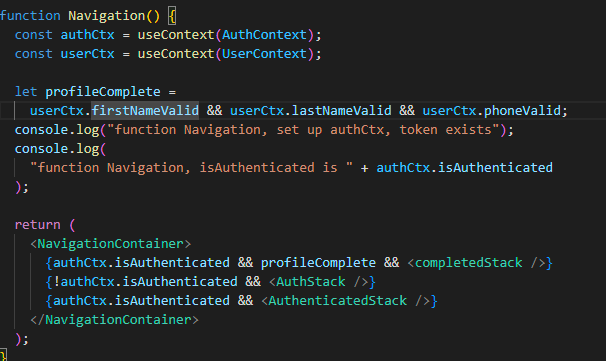 function Navigation() {
const authCtx = useContext(AuthContext);
const userCtx = useContext(UserContext);
let profileComplete =
userCtx.firstNameValid && userCtx.lastNameValid && userCtx.phoneValid;
console.log("function Navigation, set up authCtx, token exists");
console.log(
"function Navigation, isAuthenticated is " + authCtx.isAuthenticated
);
return (
<NavigationContainer>
{authCtx.isAuthenticated && profileComplete && <completedStack />}
{!authCtx.isAuthenticated && <AuthStack />}
{authCtx.isAuthenticated && <AuthenticatedStack />}
</NavigationContainer>
);
}